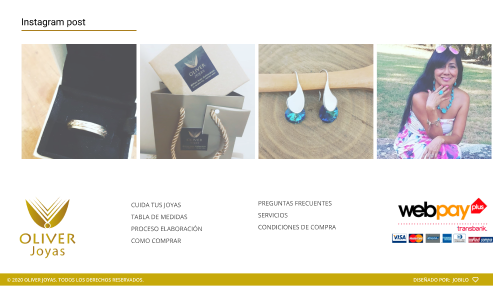 Instagram post
OLIVER
Joyas
OLIVER
Joyas
CUIDA TUS JOYAS
TABLA DE MEDIDAS
PROCESO ELABORACIÓN
COMO COMPRAR
PREGUNTAS FRECUENTES
SERVICIOS
CONDICIONES DE COMPRA
webpay plus
transbank.
VISA
© 2020 OLIVER JOYAS. TODOS LOS DERECHOS RESERVADOS.
DISEÑADO POR: JOBILO